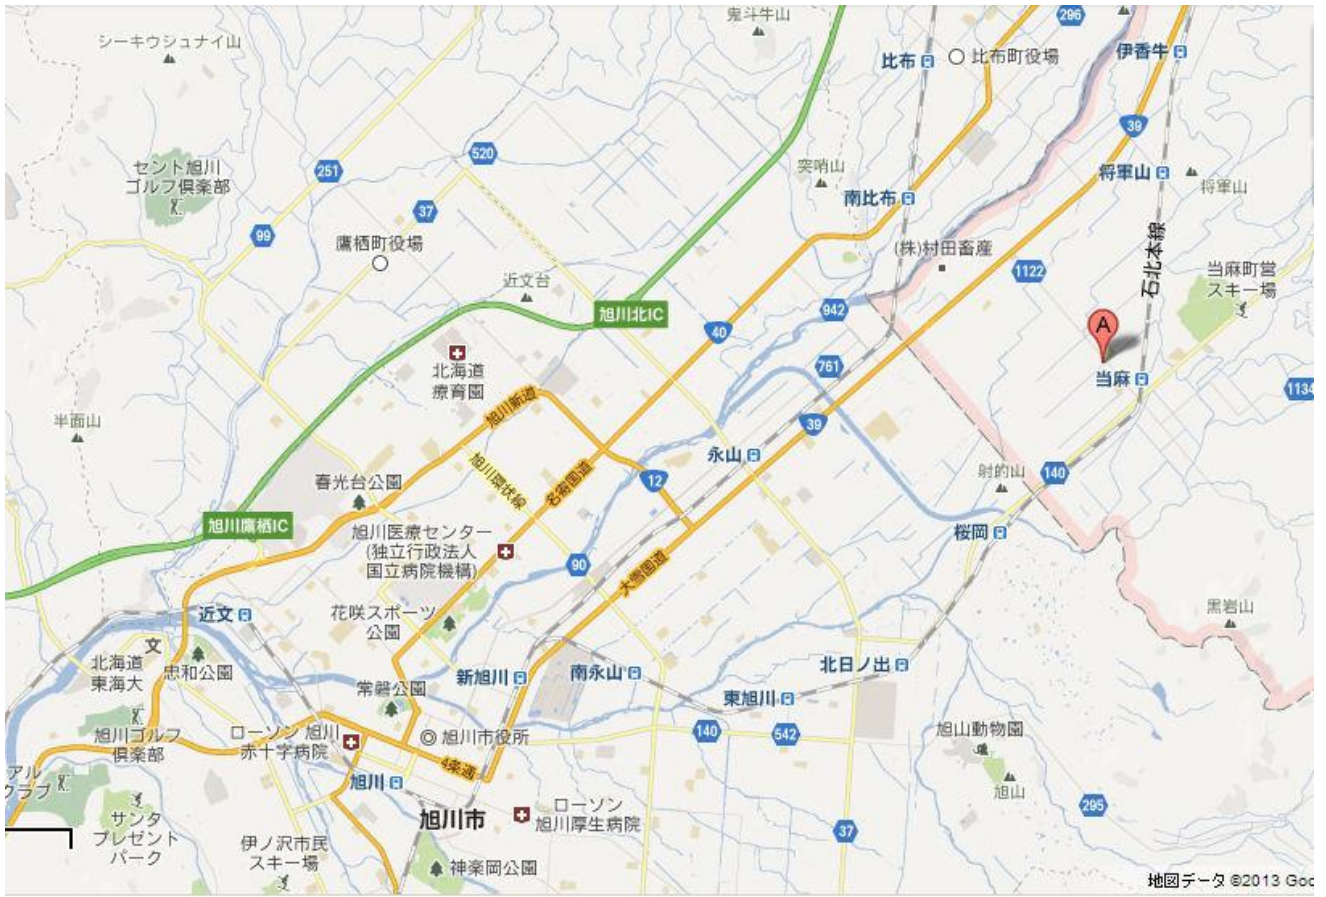 鬼斗牛山
296
シーキウシュナイ山
比布
比布町役場
伊香牛
39
520
251
セント旭川
ゴルフ倶楽部
突哨山
将軍山
将軍山
南比布
37
99
鷹栖町役場
(株)村田畜産
石北本線
1122
当麻町営
スキー場
近文台
旭川北IC
942
40
A
北海道
療育園
761
当麻
1134
旭川新道
半面山
39
永山
旭川環状線
名寄国道
12
射的山
140
春光台公園
旭川鷹栖IC
旭川医療センター
(独立行政法人
国立病院機構)
桜岡
90
大雪国道
近文
花咲スポーツ
公園
黒岩山
文
北海道
東海大
忠和公園
新旭川
南永山
北日ノ出
常磐公園
東旭川
旭川ゴルフ
倶楽部
ローソン 旭川
赤十字病院
旭川市役所
140
542
旭山動物園
4条通
アル
クラブ
旭川
旭山
サンタ
プレゼント
パーク
旭川市
ローソン
旭川厚生病院
295
37
伊ノ沢市民
スキー場
神楽岡公園
地図データ ©2013 Goo